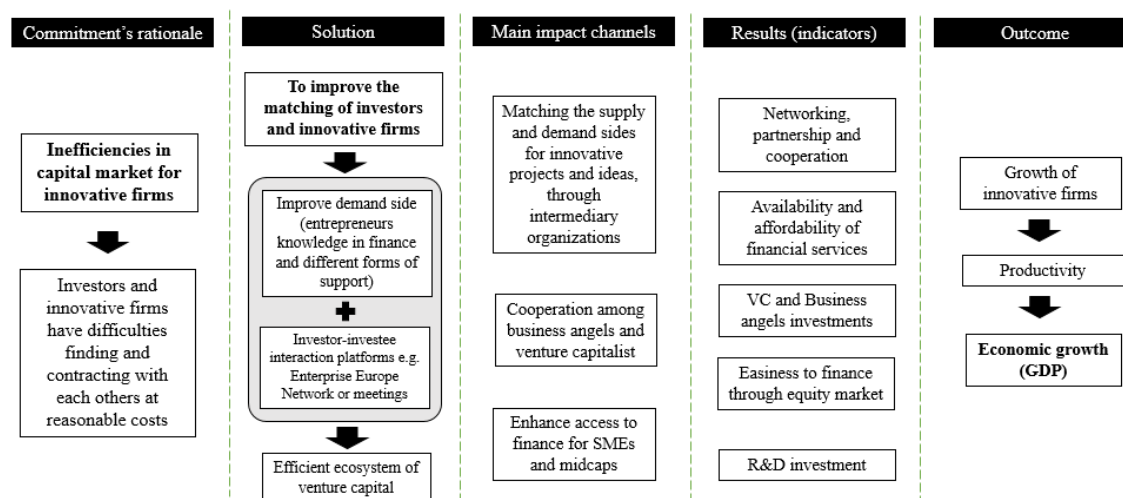 Commitment's rationale
Inefficiencies in
capital market for
innovative firms
Investors and
innovative firms
have difficulties
finding and
contracting with
each others at
reasonable costs
Solution
To improve the
matching of investors
and innovative firms
Improve demand side
(entrepreneurs
knowledge in finance
and different forms of
support)
Investor-investee
interaction platforms e.g.
Enterprise Europe
Network or meetings
Efficient ecosystem of
venture capital
Main impact channels
Matching the supply
and demand sides
for innovative
projects and ideas,
through
intermediary
organizations
Cooperation among
business angels and
venture capitalist
Enhance access to
finance for SMEs
and midcaps
Results (indicators)
Networking,
partnership and
cooperation
Availability and
affordability of
financial services
VC and Business
angels investments
Easiness to finance
through equity market
R&D investment
Outcome
Growth of
innovative firms
Productivity
Economic growth
(GDP)